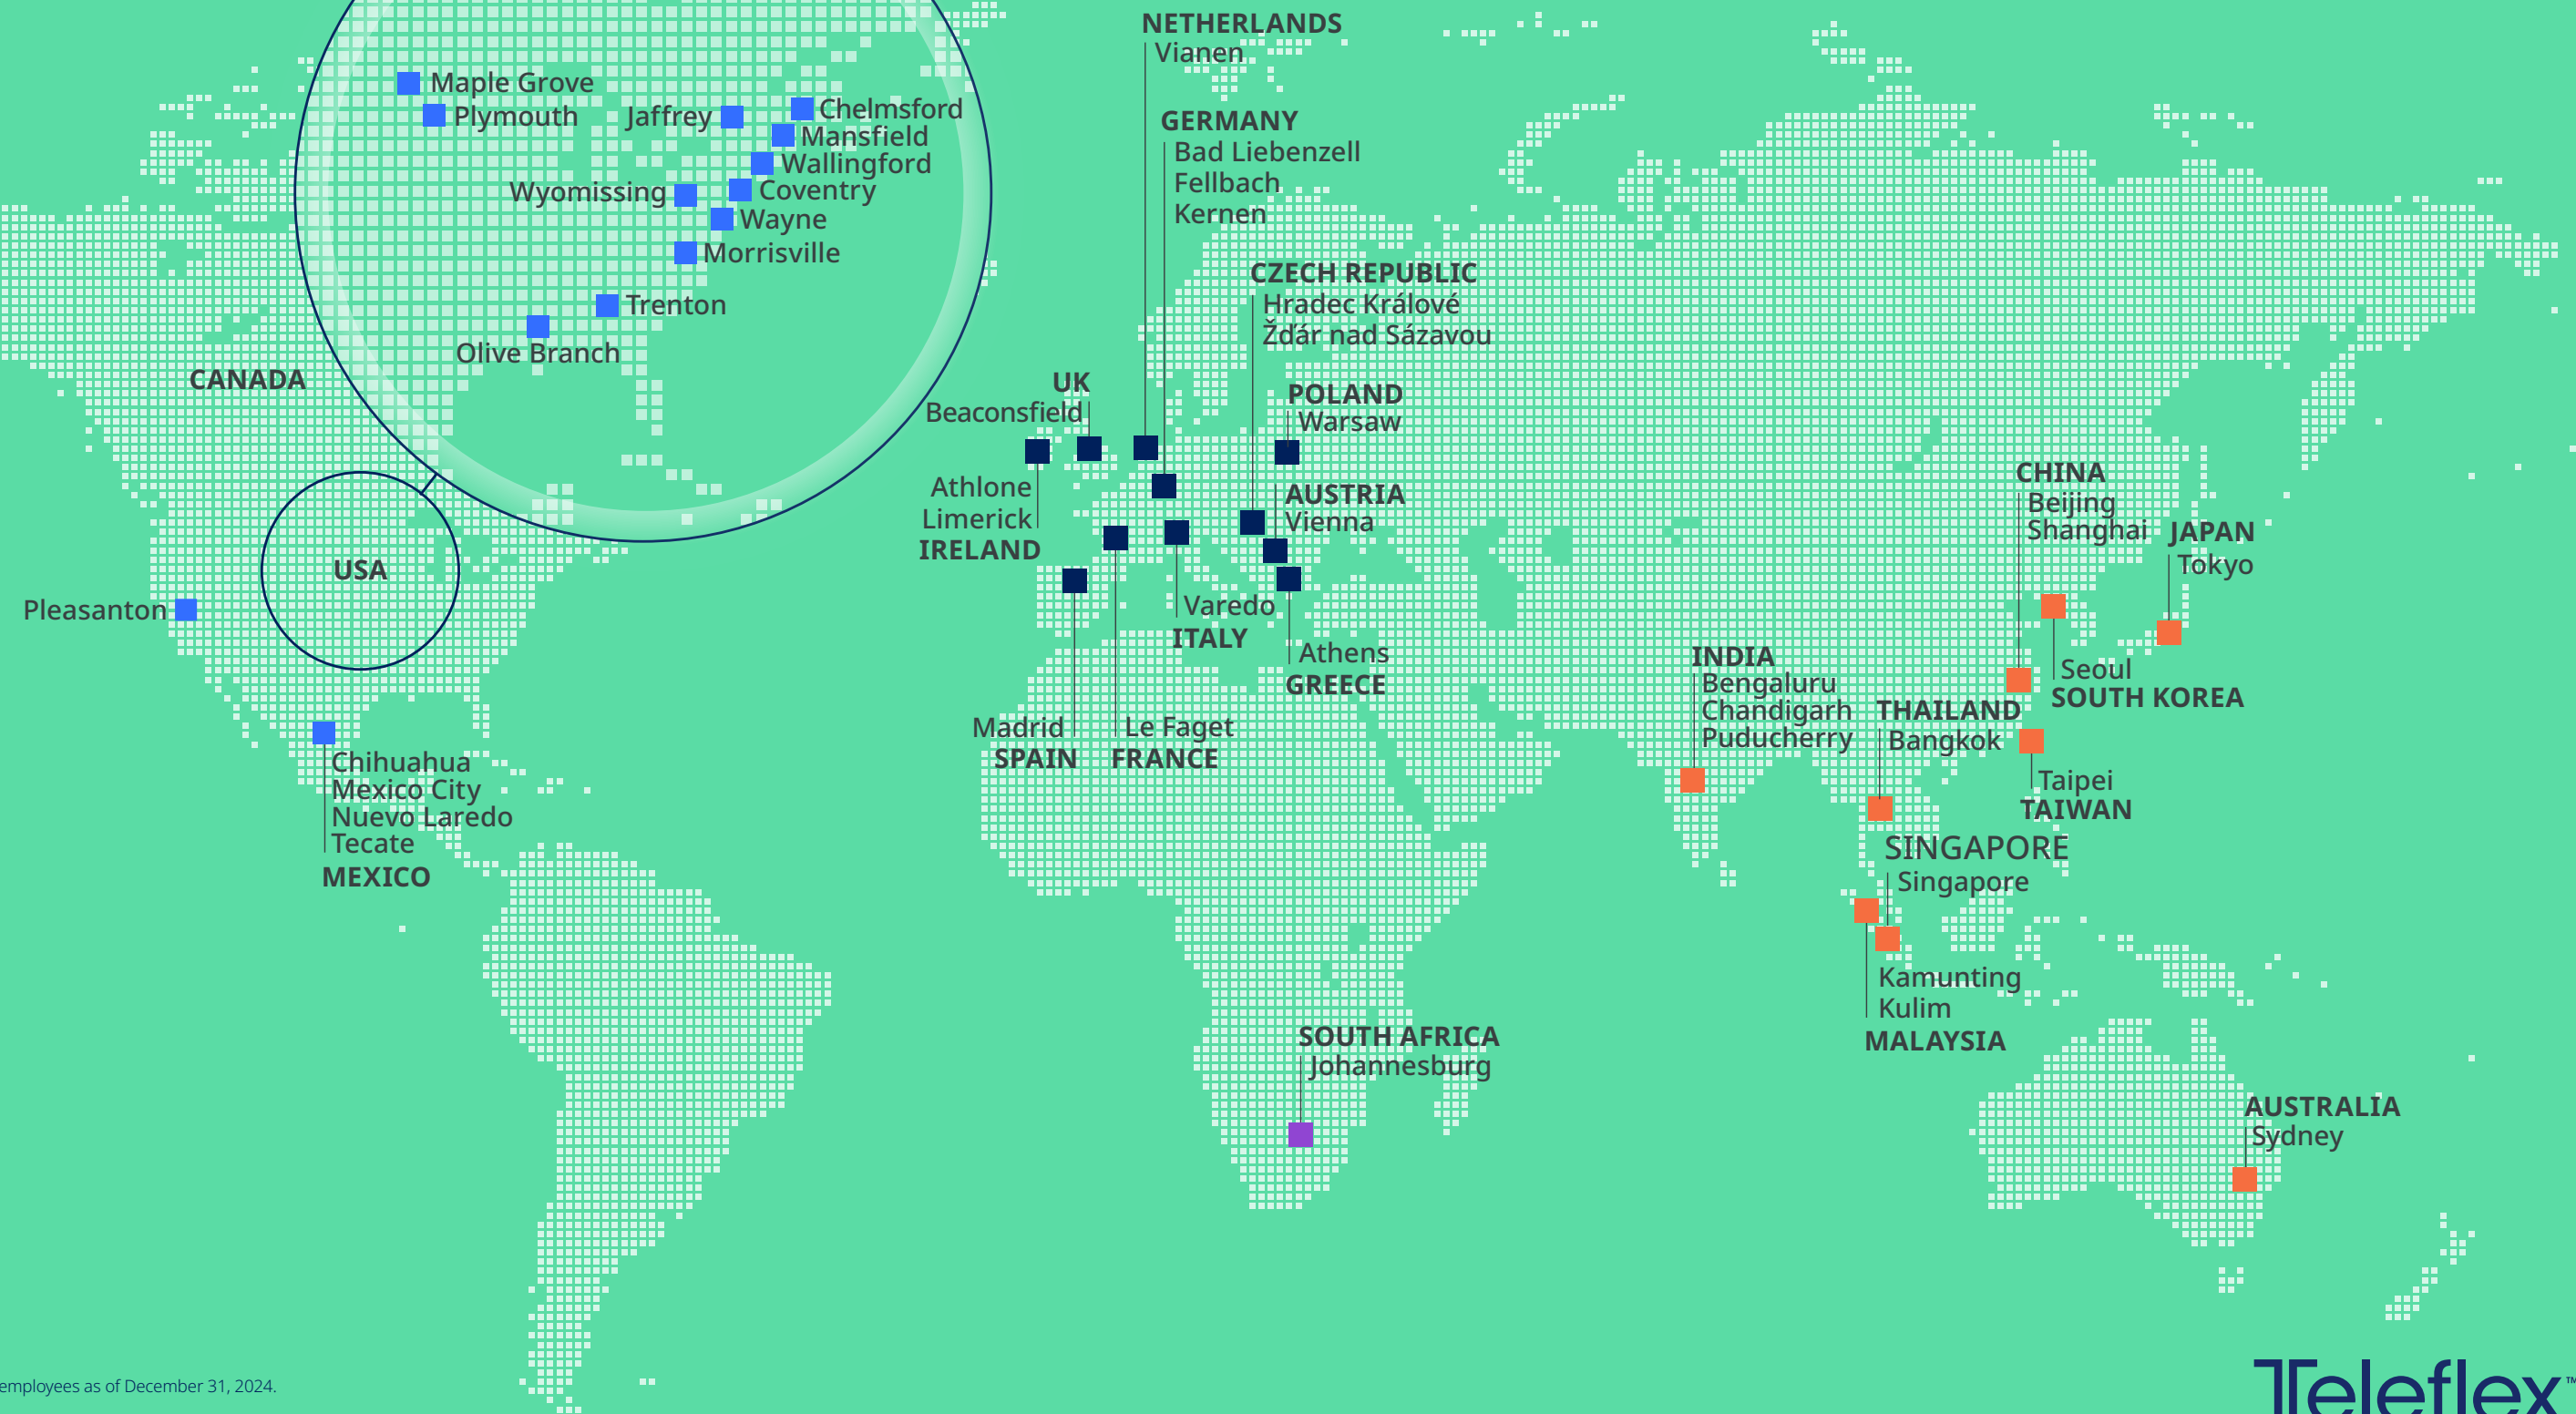 NETHERLANDS
Vianen
Maple Grove
Plymouth
Jaffrey
Chelmsford
Mansfield
Wallingford
Wyomissing
Coventry
Wayne
Morrisville
Trenton
Olive Branch
GERMANY
Bad Liebenzell
Fellbach
Kernen
CZECH REPUBLIC
Hradec Králové
Žďár nad Sázavou
CANADA
UK
Beaconsfield
POLAND
Warsaw
Athlone
Limerick
IRELAND
AUSTRIA
Vienna
CHINA
Beijing
Shanghai
JAPAN
Tokyo
USA
Pleasanton
Varedo
ITALY
Athens
GREECE
INDIA
Bengaluru
Chandigarh
Puducherry
Seoul
SOUTH KOREA
THAILAND
Bangkok
Madrid
SPAIN
Le Faget
FRANCE
Chihuahua
Mexico City
Nuevo Laredo
Tecate
MEXICO
Taipei
TAIWAN
SINGAPORE
Singapore
Kamunting
Kulim
MALAYSIA
SOUTH AFRICA
Johannesburg
AUSTRALIA
Sydney
employees as of December 31, 2024.
Teleflex™